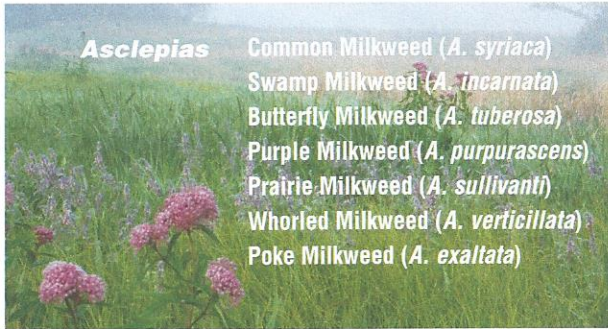 Asclepias Common Milkweed (A. syriaca)
Swamp Milkweed (A. incarnata)
Butterfly Milkweed (A. tuberosa)
Purple Milkweed (A. purpurascens)
Prairie Milkweed (A. sullivanti)
Whorled Milkweed (A. verticillata)
Poke Milkweed (A. exaltata)